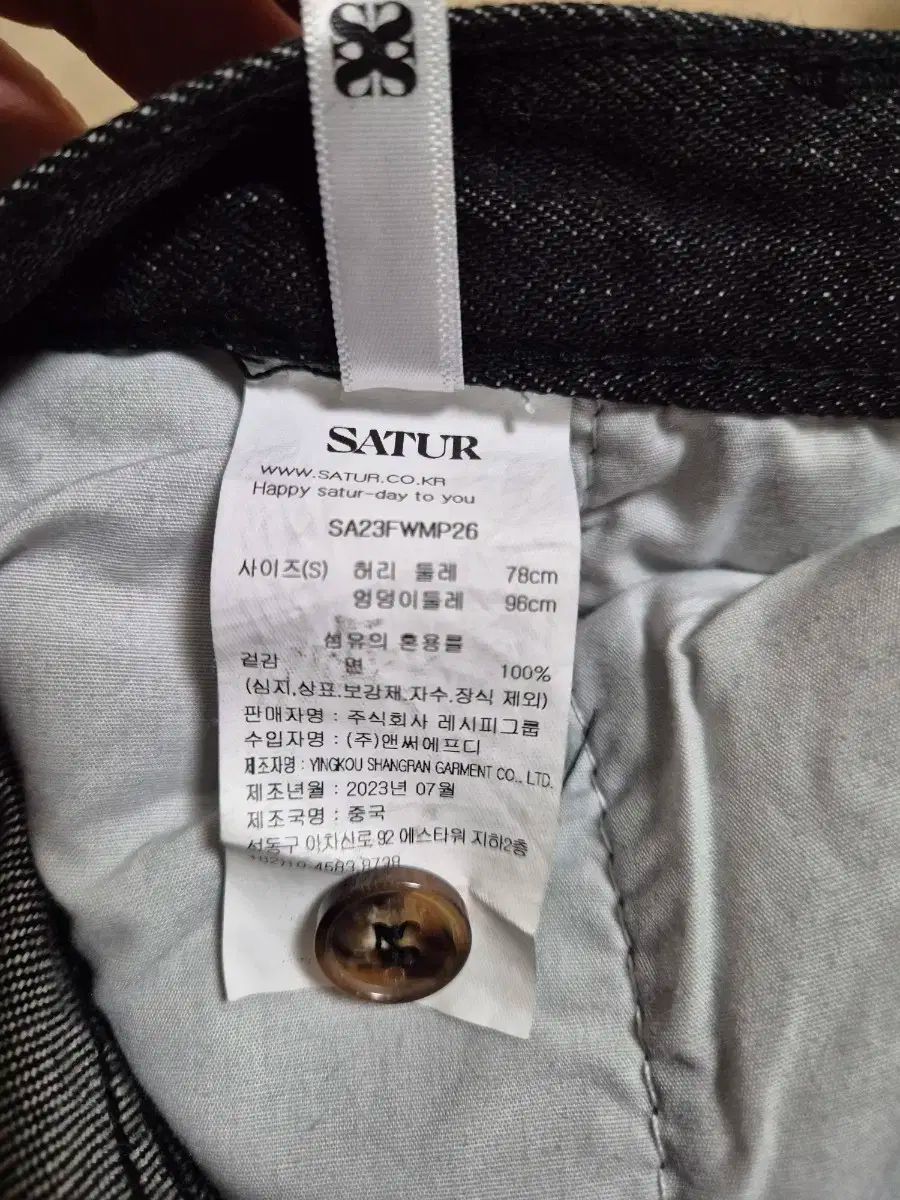 SATUR
WWW.SATUR.CO.KR
Happy satur-day to you
SA23FWMP26
사이즈(S) 허리 둘레 78cm
엉덩이둘레 96cm
섬유의 혼용률
겉감 면 100%
(심지,상표.보강재.자수.장식 제외)
판매자명 : 주식회사 레시피그룹
수입자명 : (주)앤써에프디
제조자명 : YINGKOU SHANGRAN GARMENT CO., LTD.
제조년월 : 2023년 07월
제조국명 : 중국
성동구 아차산로 92 에스타워 지하2층